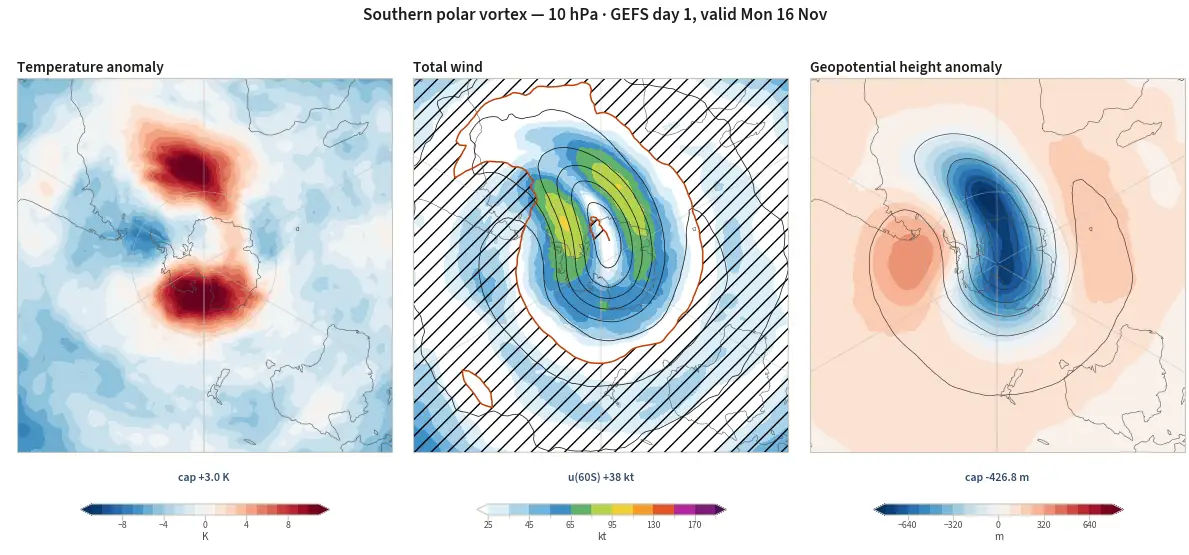 Southern polar vortex — 10 hPa · GEFS day 1, valid Mon 16 Nov
Temperature anomaly
Total wind
Geopotential height anomaly
cap +3.0 K
u(60S) +38 kt
cap -426.8 m
−8 −4 0 4 8
K
25 45 65 95 130 170
kt
−640 −320 0 320 640
m